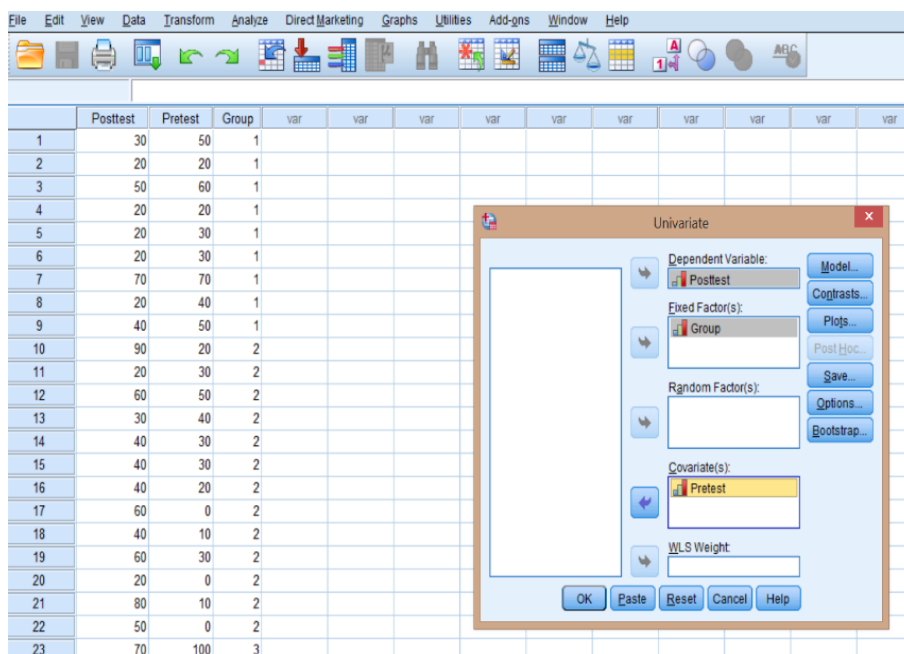 File Edit View Data Transform Analyze Direct Marketing Graphs Utilities Add-ons Window Help
A
1
ABC
Posttest Pretest Group var var var var var var var var var var
1 30 50 1
2 20 20 1
3 50 60 1
4 20 20 1
5 20 30 1
6 20 30 1
7 70 70 1
8 20 40 1
9 40 50 1
10 90 20 2
11 20 30 2
12 60 50 2
13 30 40 2
14 40 30 2
15 40 30 2
16 40 20 2
17 60 0 2
18 40 10 2
19 60 30 2
20 20 0 2
21 80 10 2
22 50 0 2
23 70 100 3
Univariate
x
Dependent Variable:
Posttest
Fixed Factor(s):
Group
Random Factor(s):
Covariate(s):
Pretest
WLS Weight:
Model...
Contrasts...
Plots...
Post Hoc...
Save...
Options...
Bootstrap...
OK Paste Reset Cancel Help